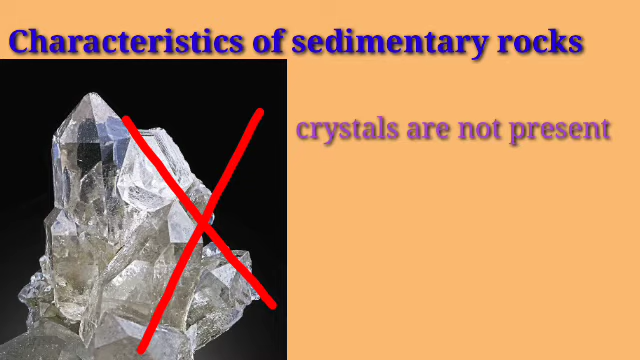 Characteristics of sedimentary rocks
crystals are not present